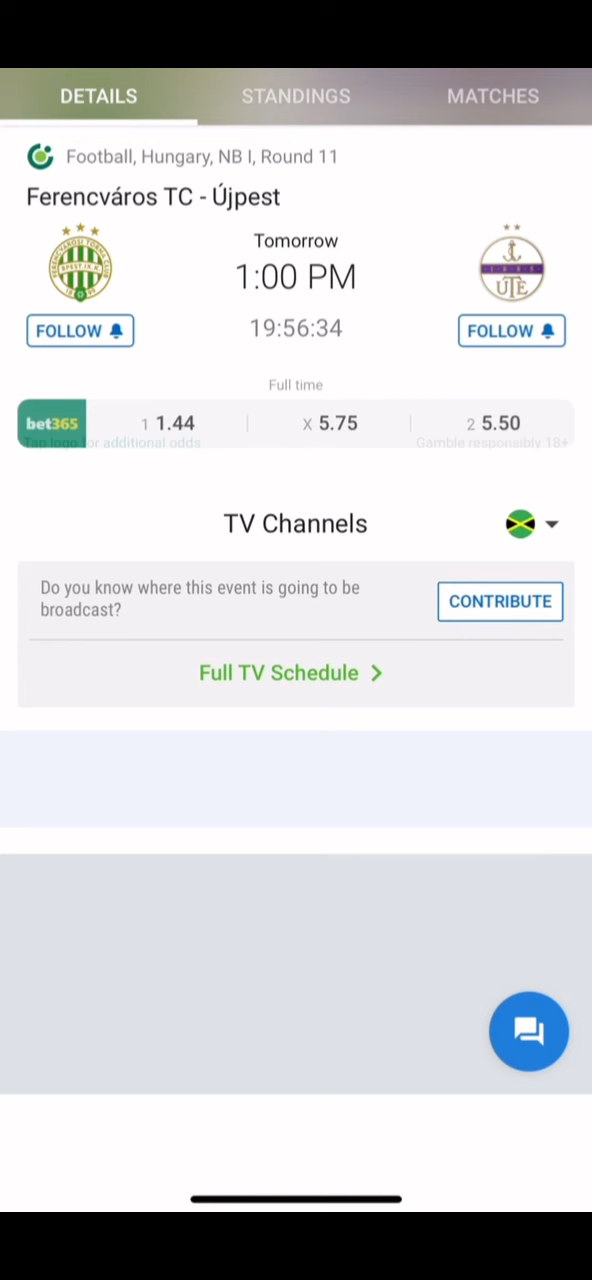 DETAILS STANDINGS MATCHES
Football, Hungary, NB I, Round 11
Ferencváros TC - Újpest
Tomorrow
1:00 PM
FOLLOW 19:56:34 FOLLOW
UTE
Full time
bet365 1 1.44 X 5.75 2 5.50
Tap logo for additional odds Gamble responsibly 18+
TV Channels
Do you know where this event is going to be
broadcast?
CONTRIBUTE
Full TV Schedule